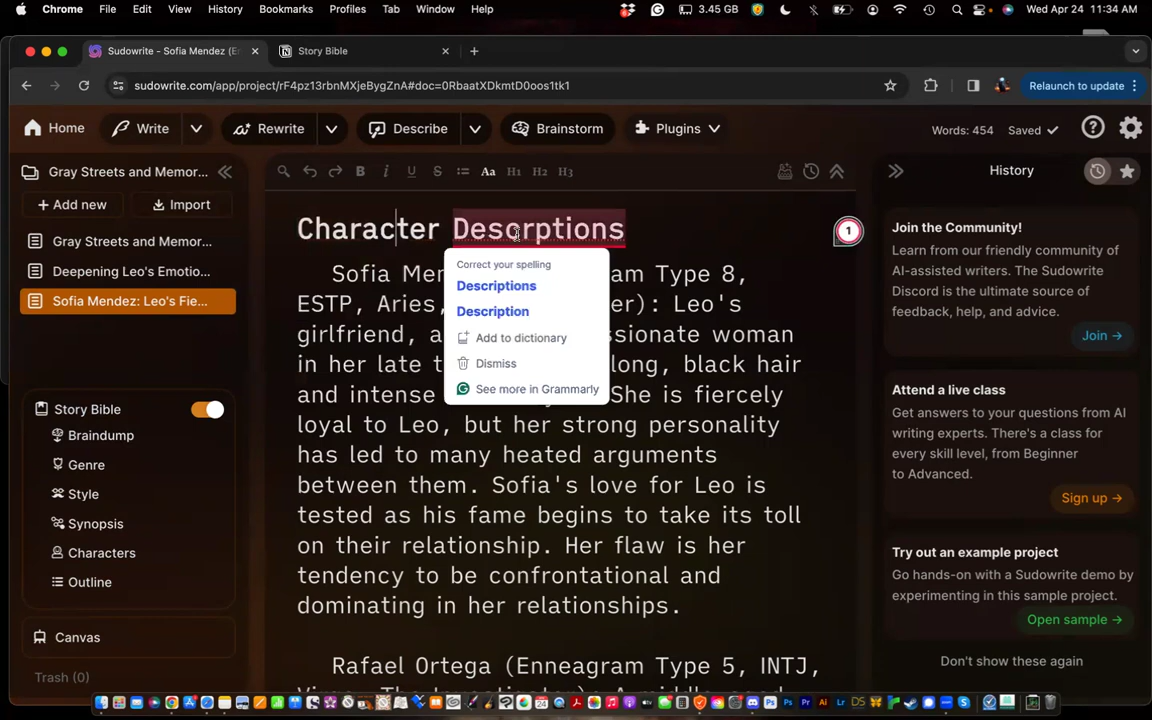 Chrome File Edit View History Bookmarks Profiles Tab Window Help 3.45 GB Wed Apr 24 11:34 AM
Sudowrite - Sofia Mendez (E
Story Bible
sudowrite.com/app/project/rF4pz13rbnMXjeBygZnA#doc=0RbaatXDkmtD0oos1tk1
Relaunch to update
Home Write Rewrite Describe Brainstorm Plugins Words: 454 Saved
Gray Streets and Memor...
Add new Import
Gray Streets and Memor...
Deepening Leo's Emotio...
Sofia Mendez: Leo's Fie...
Story Bible
Braindump
Genre
Style
Synopsis
Characters
Outline
Canvas
Trash (0)
B i U S Aa H1 H2 H3
Character Descrptions
1
Correct your spelling
Descriptions
Description
Add to dictionary
Dismiss
See more in Grammarly
Sofia Mer am Type 8,
ESTP, Aries, er): Leo's
girlfriend, a ssionate woman
in her late t long, black hair
and intense She is fiercely
loyal to Leo, but her strong personality
has led to many heated arguments
between them. Sofia's love for Leo is
tested as his fame begins to take its toll
on their relationship. Her flaw is her
tendency to be confrontational and
dominating in her relationships.
Rafael Ortega (Enneagram Type 5, INTJ,
History
Join the Community!
Learn from our friendly community of
AI-assisted writers. The Sudowrite
Discord is the ultimate source of
feedback, help, and advice.
Join →
Attend a live class
Get answers to your questions from AI
writing experts. There's a class for
every skill level, from Beginner
to Advanced.
Sign up →
Try out an example project
Go hands-on with a Sudowrite demo by
experimenting in this sample project.
Open sample →
Don't show these again